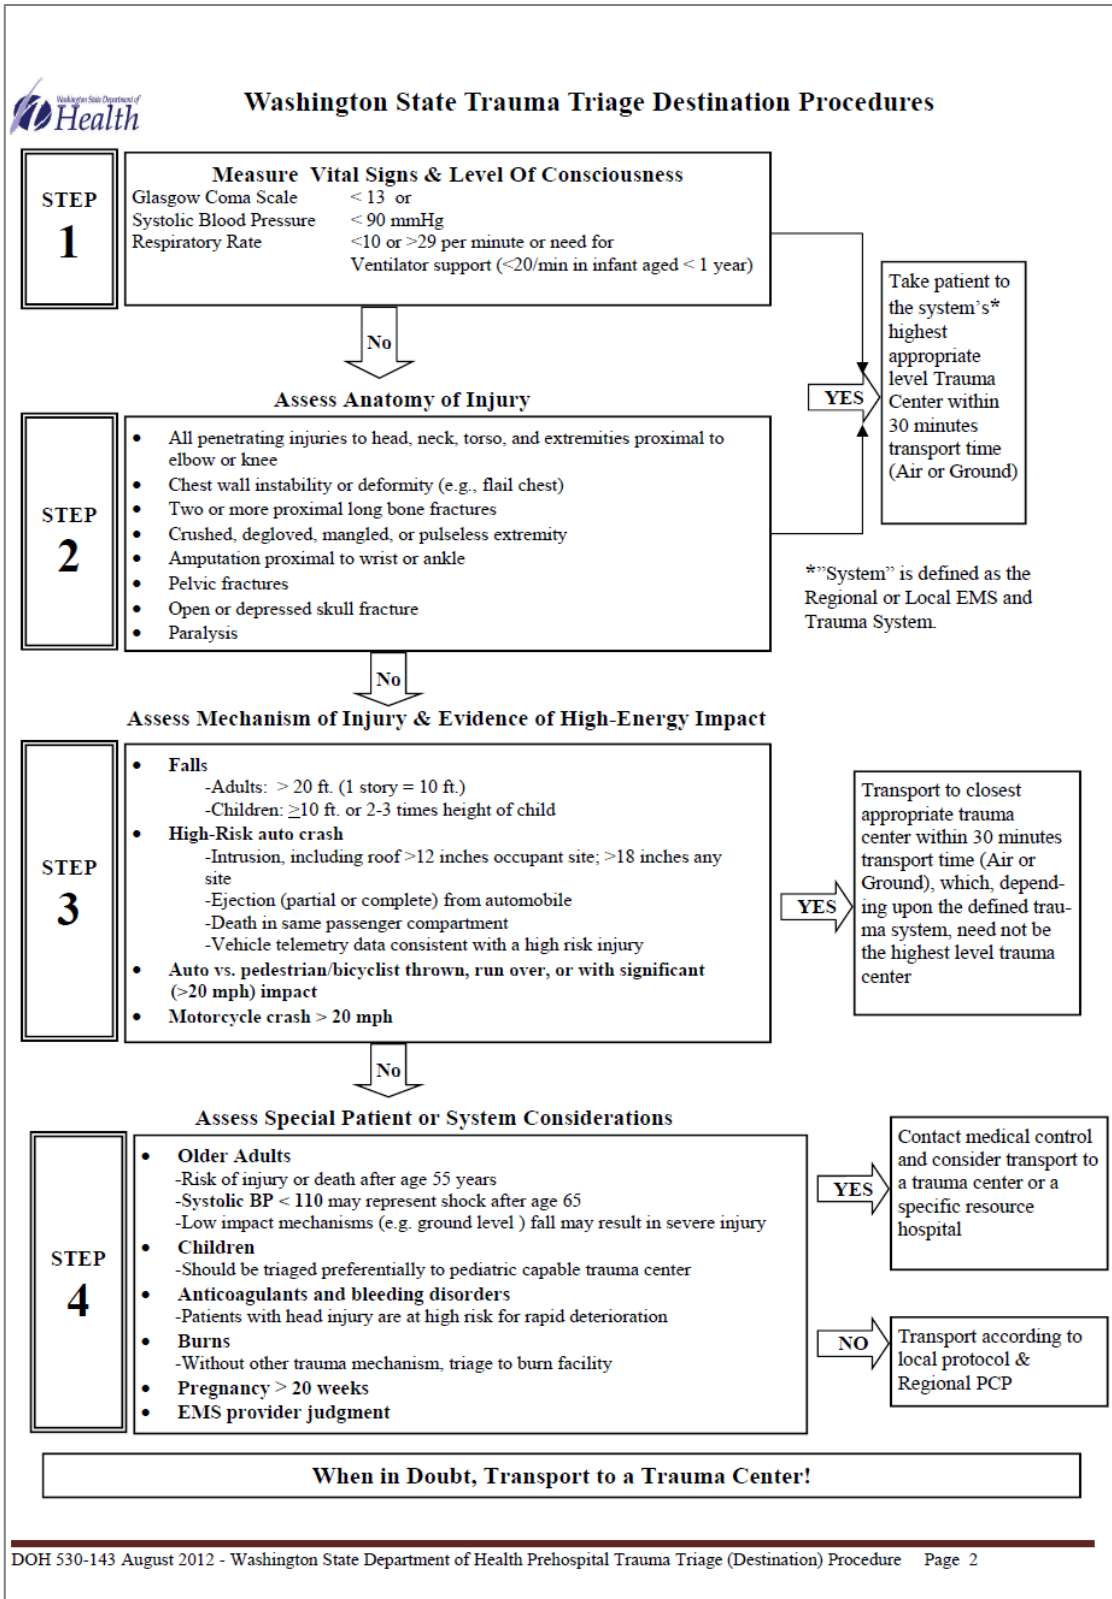 Washington State Department of
Health
Washington State Trauma Triage Destination Procedures
STEP
1
Measure Vital Signs & Level Of Consciousness
Glasgow Coma Scale < 13 or
Systolic Blood Pressure < 90 mmHg
Respiratory Rate <10 or >29 per minute or need for
Ventilator support (<20/min in infant aged < 1 year)
No
YES
Take patient to
the system's*
highest
appropriate
level Trauma
Center within
30 minutes
transport time
(Air or Ground)
Assess Anatomy of Injury
STEP
2
• All penetrating injuries to head, neck, torso, and extremities proximal to
elbow or knee
• Chest wall instability or deformity (e.g., flail chest)
• Two or more proximal long bone fractures
• Crushed, degloved, mangled, or pulseless extremity
• Amputation proximal to wrist or ankle
• Pelvic fractures
• Open or depressed skull fracture
• Paralysis
*"System" is defined as the
Regional or Local EMS and
Trauma System.
No
Assess Mechanism of Injury & Evidence of High-Energy Impact
STEP
3
• Falls
-Adults: > 20 ft. (1 story = 10 ft.)
-Children: ≥10 ft. or 2-3 times height of child
• High-Risk auto crash
-Intrusion, including roof >12 inches occupant site; >18 inches any
site
-Ejection (partial or complete) from automobile
-Death in same passenger compartment
-Vehicle telemetry data consistent with a high risk injury
• Auto vs. pedestrian/bicyclist thrown, run over, or with significant
(>20 mph) impact
• Motorcycle crash > 20 mph
YES
Transport to closest
appropriate trauma
center within 30 minutes
transport time (Air or
Ground), which, depend-
ing upon the defined trau-
ma system, need not be
the highest level trauma
center
No
Assess Special Patient or System Considerations
STEP
4
• Older Adults
-Risk of injury or death after age 55 years
-Systolic BP < 110 may represent shock after age 65
-Low impact mechanisms (e.g. ground level ) fall may result in severe injury
• Children
-Should be triaged preferentially to pediatric capable trauma center
• Anticoagulants and bleeding disorders
-Patients with head injury are at high risk for rapid deterioration
• Burns
-Without other trauma mechanism, triage to burn facility
• Pregnancy > 20 weeks
• EMS provider judgment
YES
Contact medical control
and consider transport to
a trauma center or a
specific resource
hospital
NO
Transport according to
local protocol &
Regional PCP
When in Doubt, Transport to a Trauma Center!
DOH 530-143 August 2012 - Washington State Department of Health Prehospital Trauma Triage (Destination) Procedure Page 2